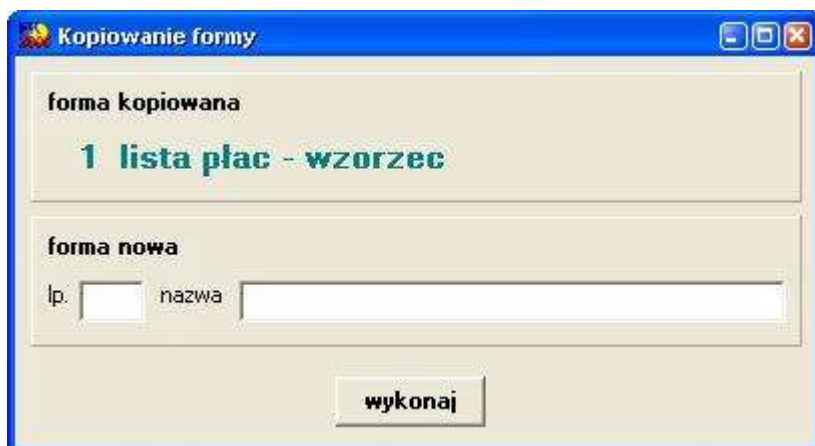 Kopiowanie formy
forma kopiowana
1 lista płac - wzorzec
forma nowa
lp. nazwa
wykonaj